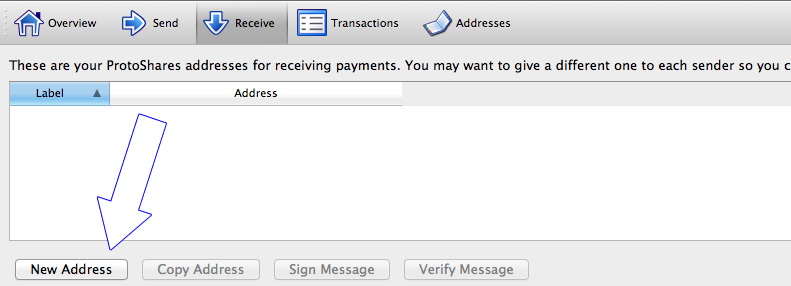 Overview Send Receive Transactions Addresses
These are your ProtoShares addresses for receiving payments. You may want to give a different one to each sender so you c
Label Address
New Address Copy Address Sign Message Verify Message